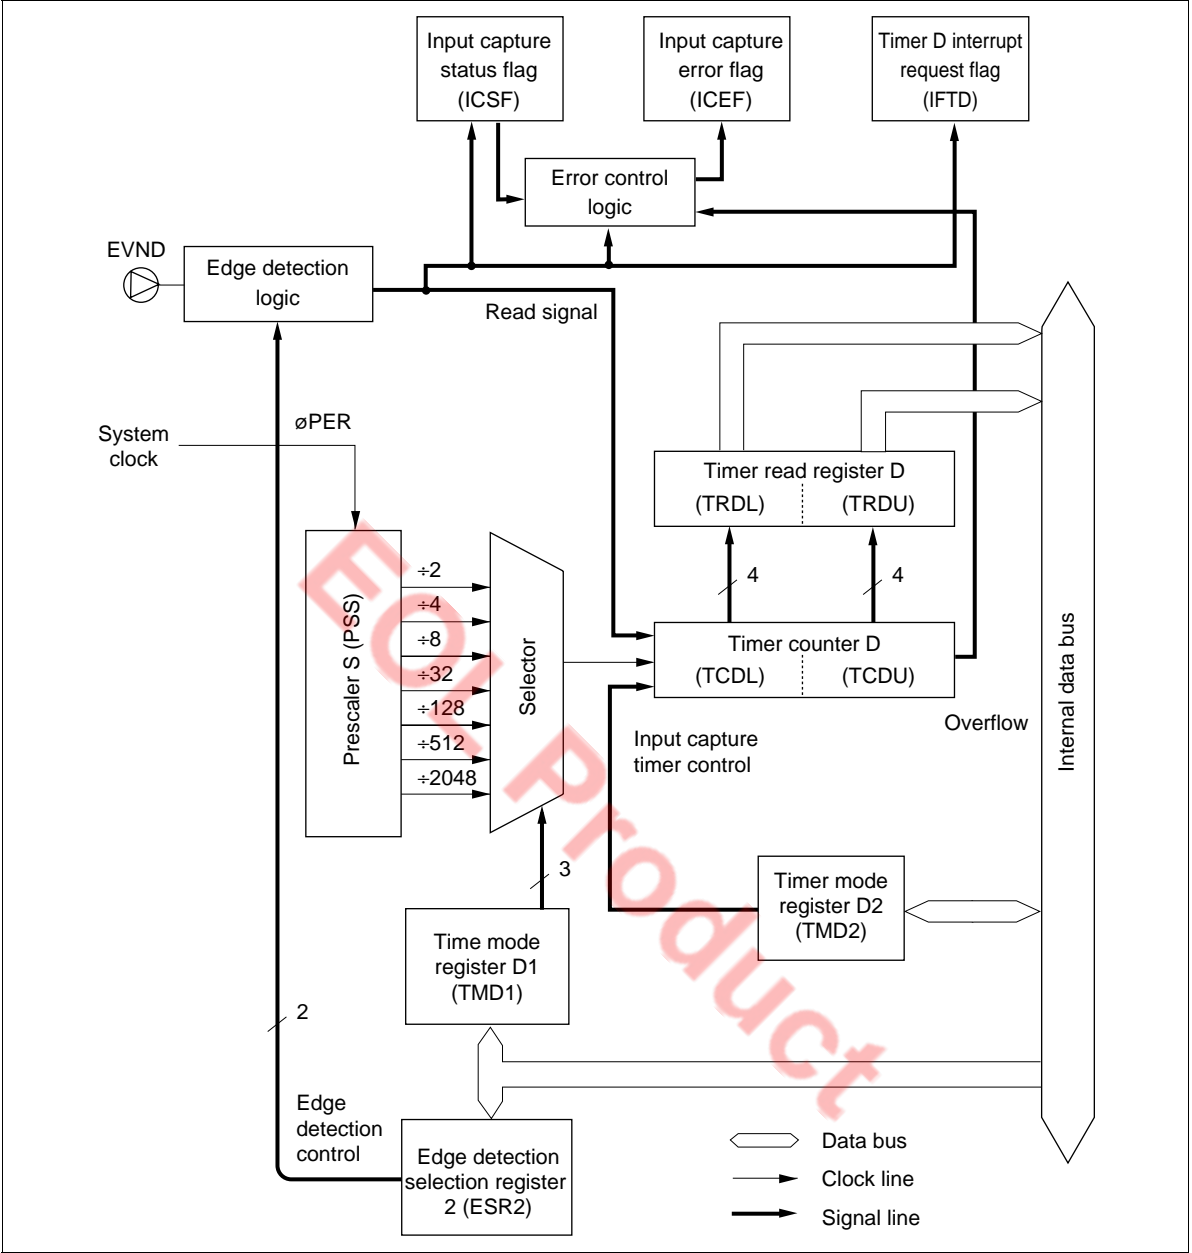 Input capture
status flag
(ICSF)
Input capture
error flag
(ICEF)
Timer D interrupt
request flag
(IFTD)
Error control
logic
EVND
Edge detection
logic
Read signal
øPER
System
clock
Timer read register D
(TRDL)
(TRDU)
4
4
Prescaler S (PSS)
÷2
÷4
÷8
÷32
÷128
÷512
÷2048
Selector
Timer counter D
(TCDL)
(TCDU)
Overflow
Internal data bus
Input capture
timer control
3
Timer mode
register D2
(TMD2)
Time mode
register D1
(TMD1)
2
Edge
detection
control
Edge detection
selection register
2 (ESR2)
Data bus
Clock line
Signal line
EOL Product